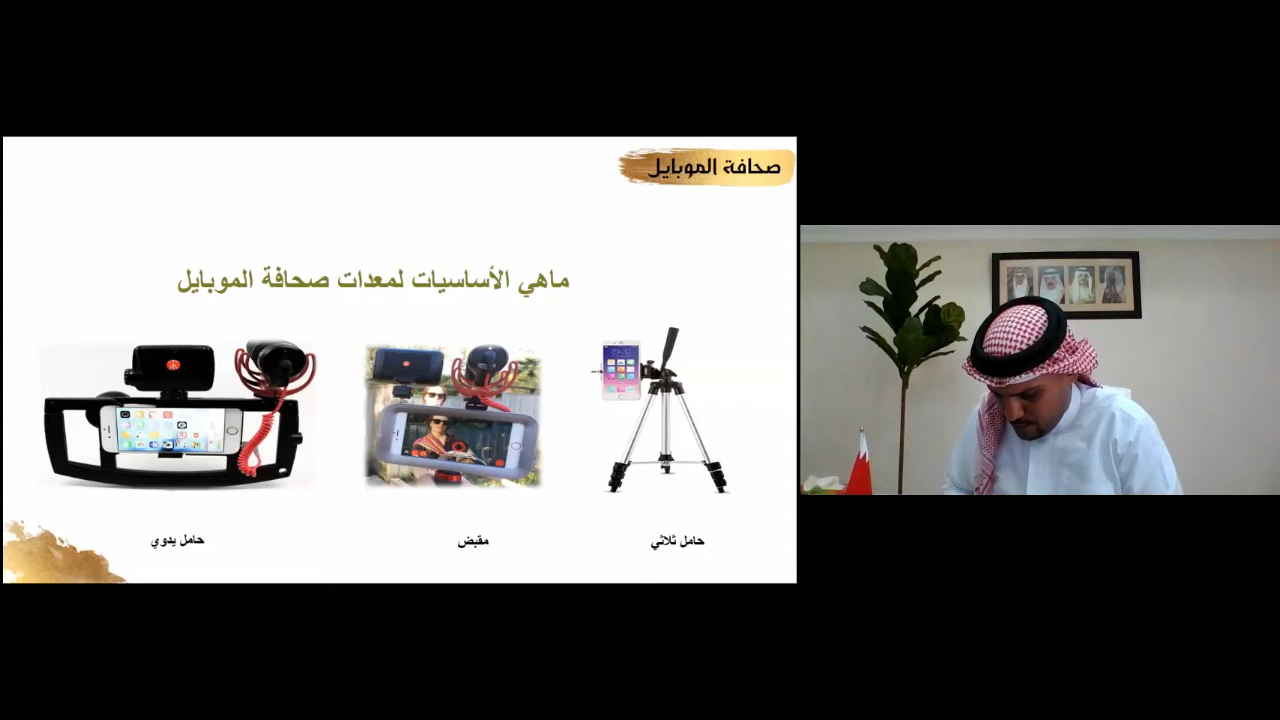 صحافة الموبايل
ماهي الأساسيات لمعدات صحافة الموبايل
حامل ثلاثي
مقبض
حامل يدوي